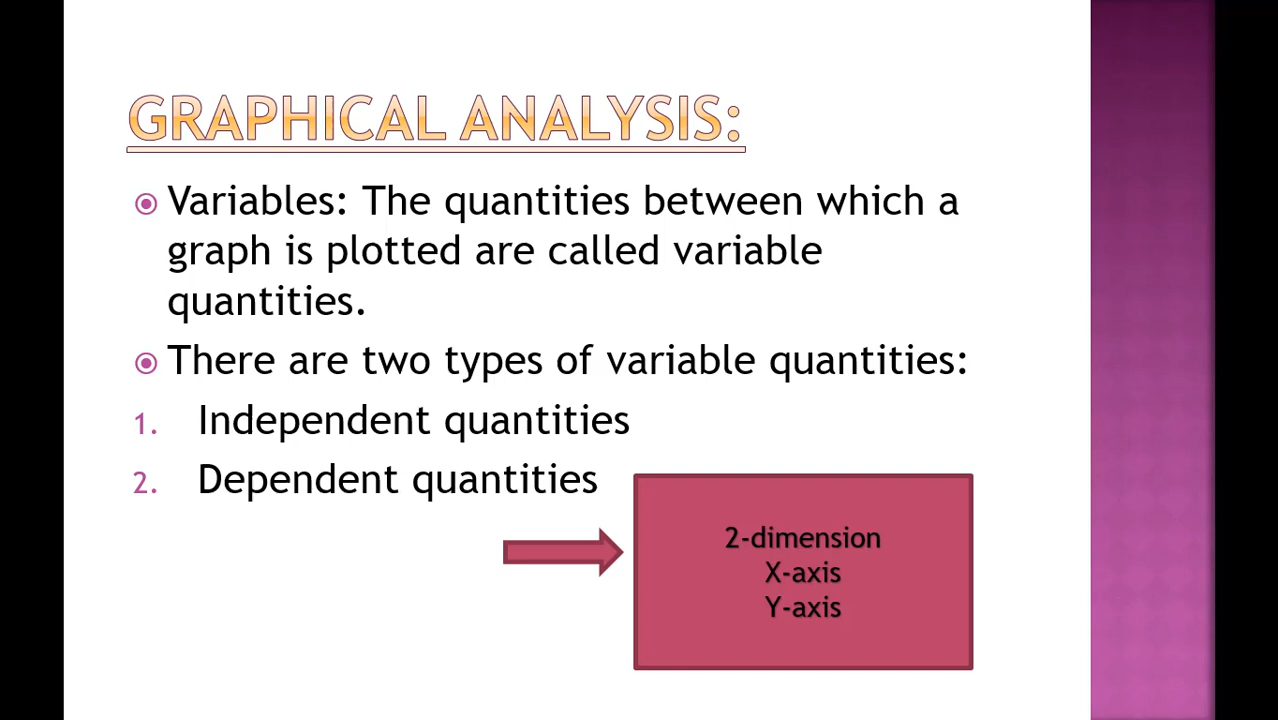 GRAPHICAL ANALYSIS:
Variables: The quantities between which a
graph is plotted are called variable
quantities.
There are two types of variable quantities:
1. Independent quantities
2. Dependent quantities
2-dimension
X-axis
Y-axis